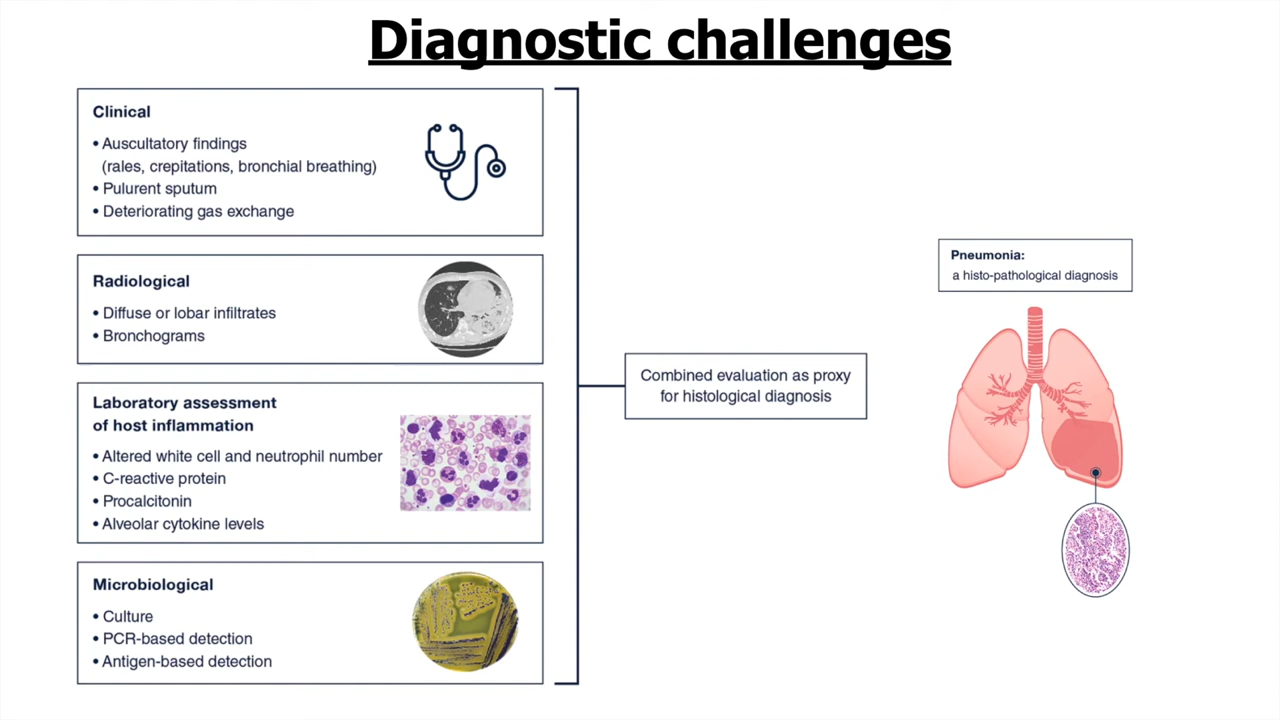 Diagnostic challenges
Clinical
• Auscultatory findings
(rales, crepitations, bronchial breathing)
• Pulurent sputum
• Deteriorating gas exchange
Radiological
• Diffuse or lobar infiltrates
• Bronchograms
Laboratory assessment
of host inflammation
• Altered white cell and neutrophil number
• C-reactive protein
• Procalcitonin
• Alveolar cytokine levels
Microbiological
• Culture
• PCR-based detection
• Antigen-based detection
Combined evaluation as proxy
for histological diagnosis
Pneumonia:
a histo-pathological diagnosis